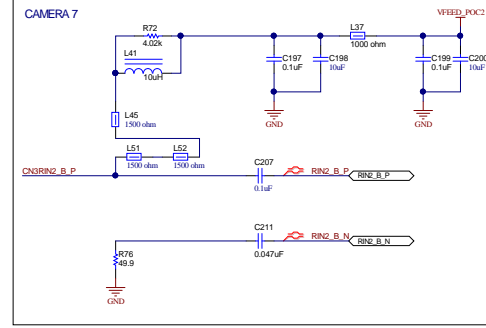 CAMERA 7
VFEED_POC2
R72
4.02k
L37
1000 ohm
L41
10uH
C197
0.1uF
C198
10uF
C199
0.1uF
C200
10uF
GND
GND
L45
1500 ohm
L51
1500 ohm
L52
1500 ohm
CN3RIN2_B_P
C207
0.1uF
RIN2_B_P
RIN2_B_P
C211
0.047uF
RIN2_B_N
RIN2_B_N
R76
49.9
GND